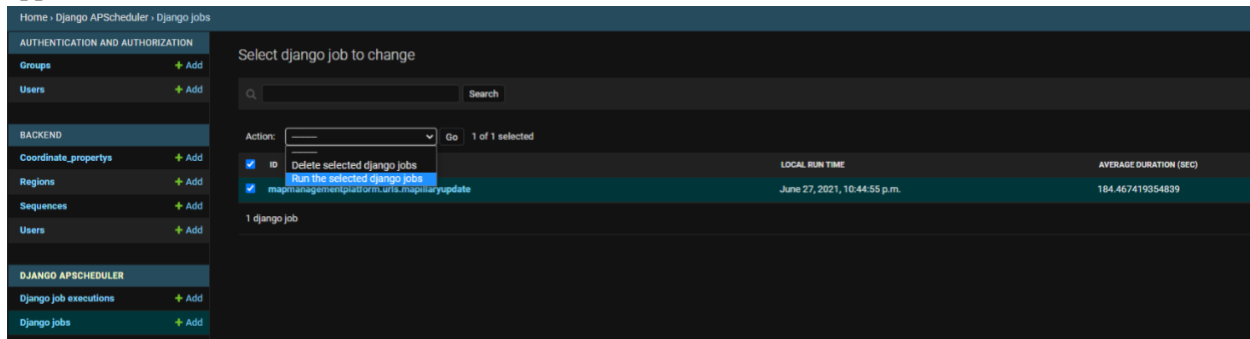 Home › Django APScheduler › Django jobs
AUTHENTICATION AND AUTHORIZATION
Groups + Add
Users + Add
BACKEND
Coordinate_propertys + Add
Regions + Add
Sequences + Add
Users + Add
DJANGO APSCHEDULER
Django job executions + Add
Django jobs + Add
Select django job to change
Search
Action: --------- Go 1 of 1 selected
---------
Delete selected django jobs
Run the selected django jobs
ID LOCAL RUN TIME AVERAGE DURATION (SEC)
mapmanagementplatform.urls.mapillaryupdate June 27, 2021, 10:44:55 p.m. 184.467419354839
1 django job